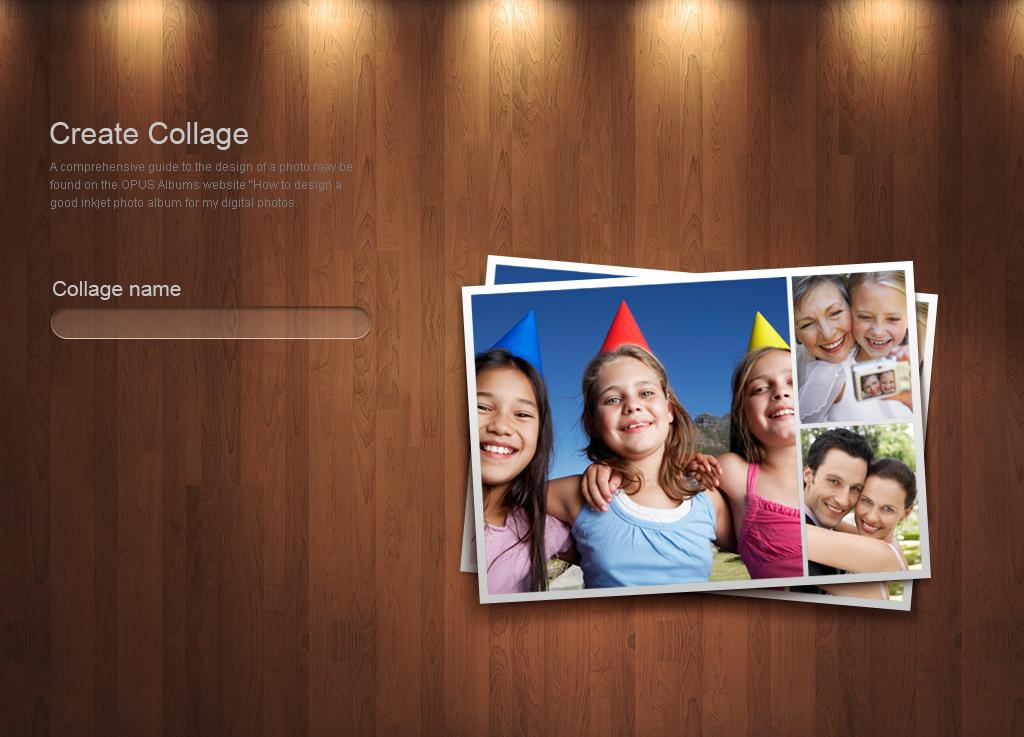 Create Collage
A comprehensive guide to the design of a photo may be
found on the OPUS Albums website "How to design a
good inkjet photo album for my digital photos.
Collage name